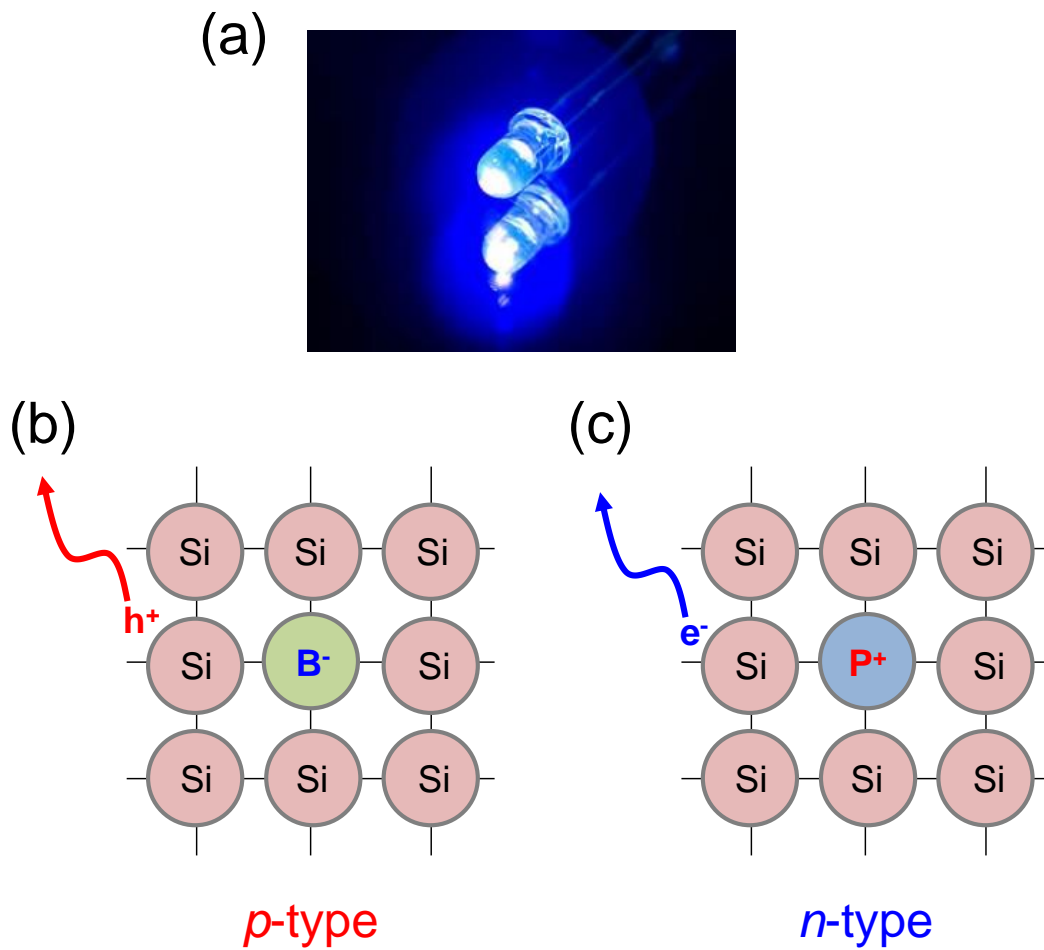 (a)
(b)
(c)
Si Si Si
h⁺
Si B⁻ Si
Si Si Si
p-type
Si Si Si
e⁻
Si P⁺ Si
Si Si Si
n-type